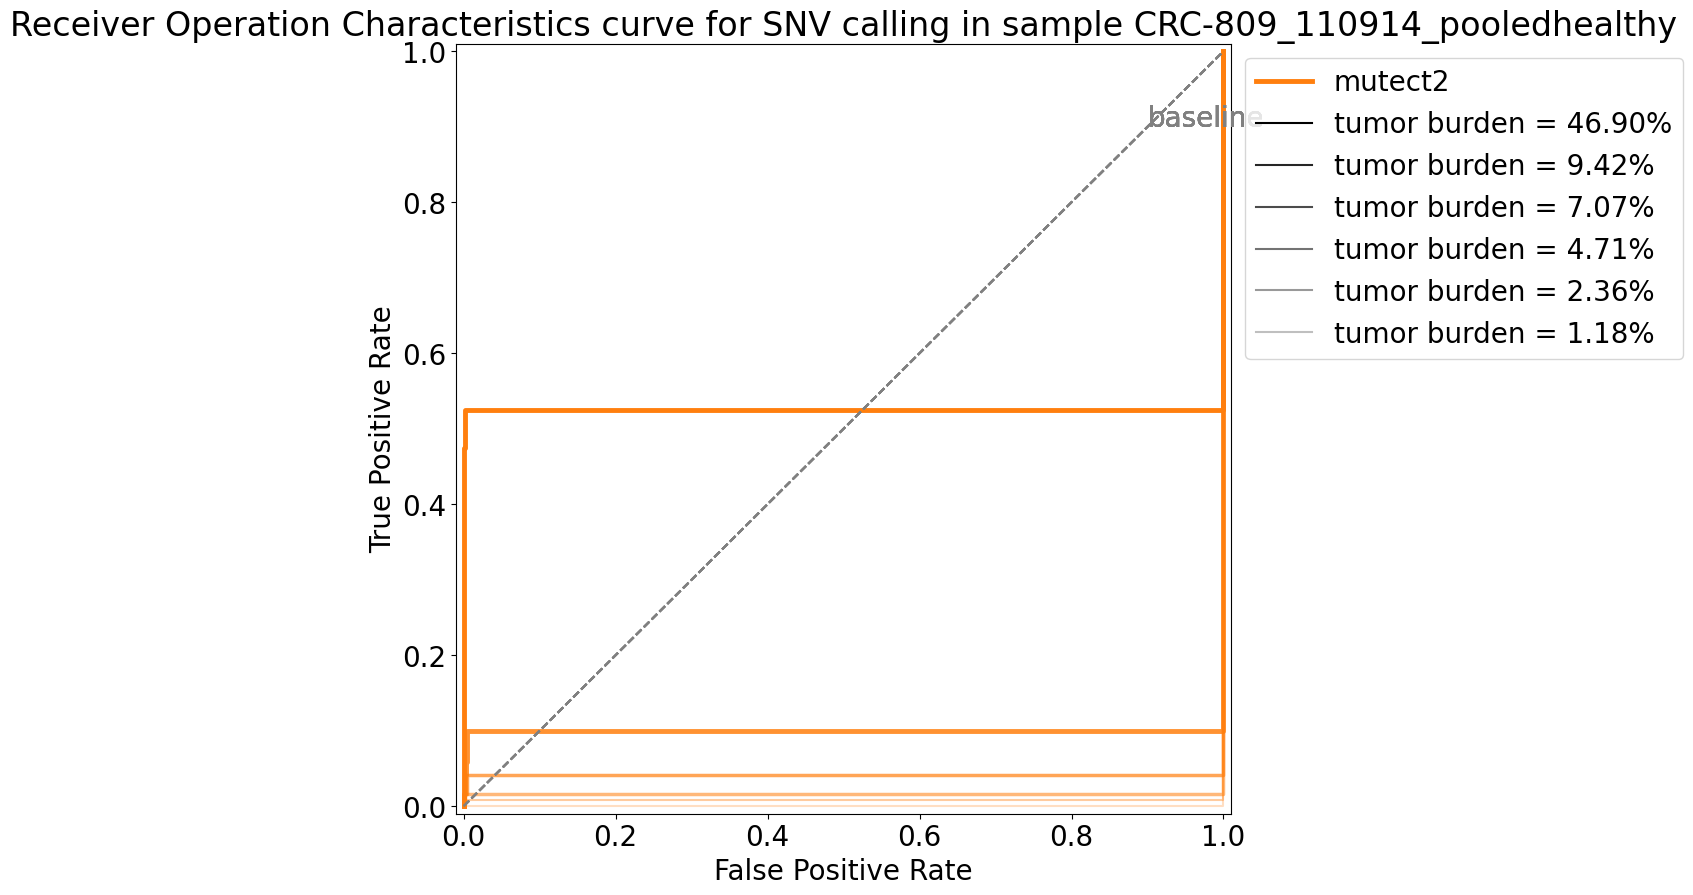 Receiver Operation Characteristics curve for SNV calling in sample CRC-809_110914_pooledhealthy
1.0
0.8
0.6
0.4
0.2
0.0
True Positive Rate
baseline
0.0 0.2 0.4 0.6 0.8 1.0
False Positive Rate
mutect2
tumor burden = 46.90%
tumor burden = 9.42%
tumor burden = 7.07%
tumor burden = 4.71%
tumor burden = 2.36%
tumor burden = 1.18%